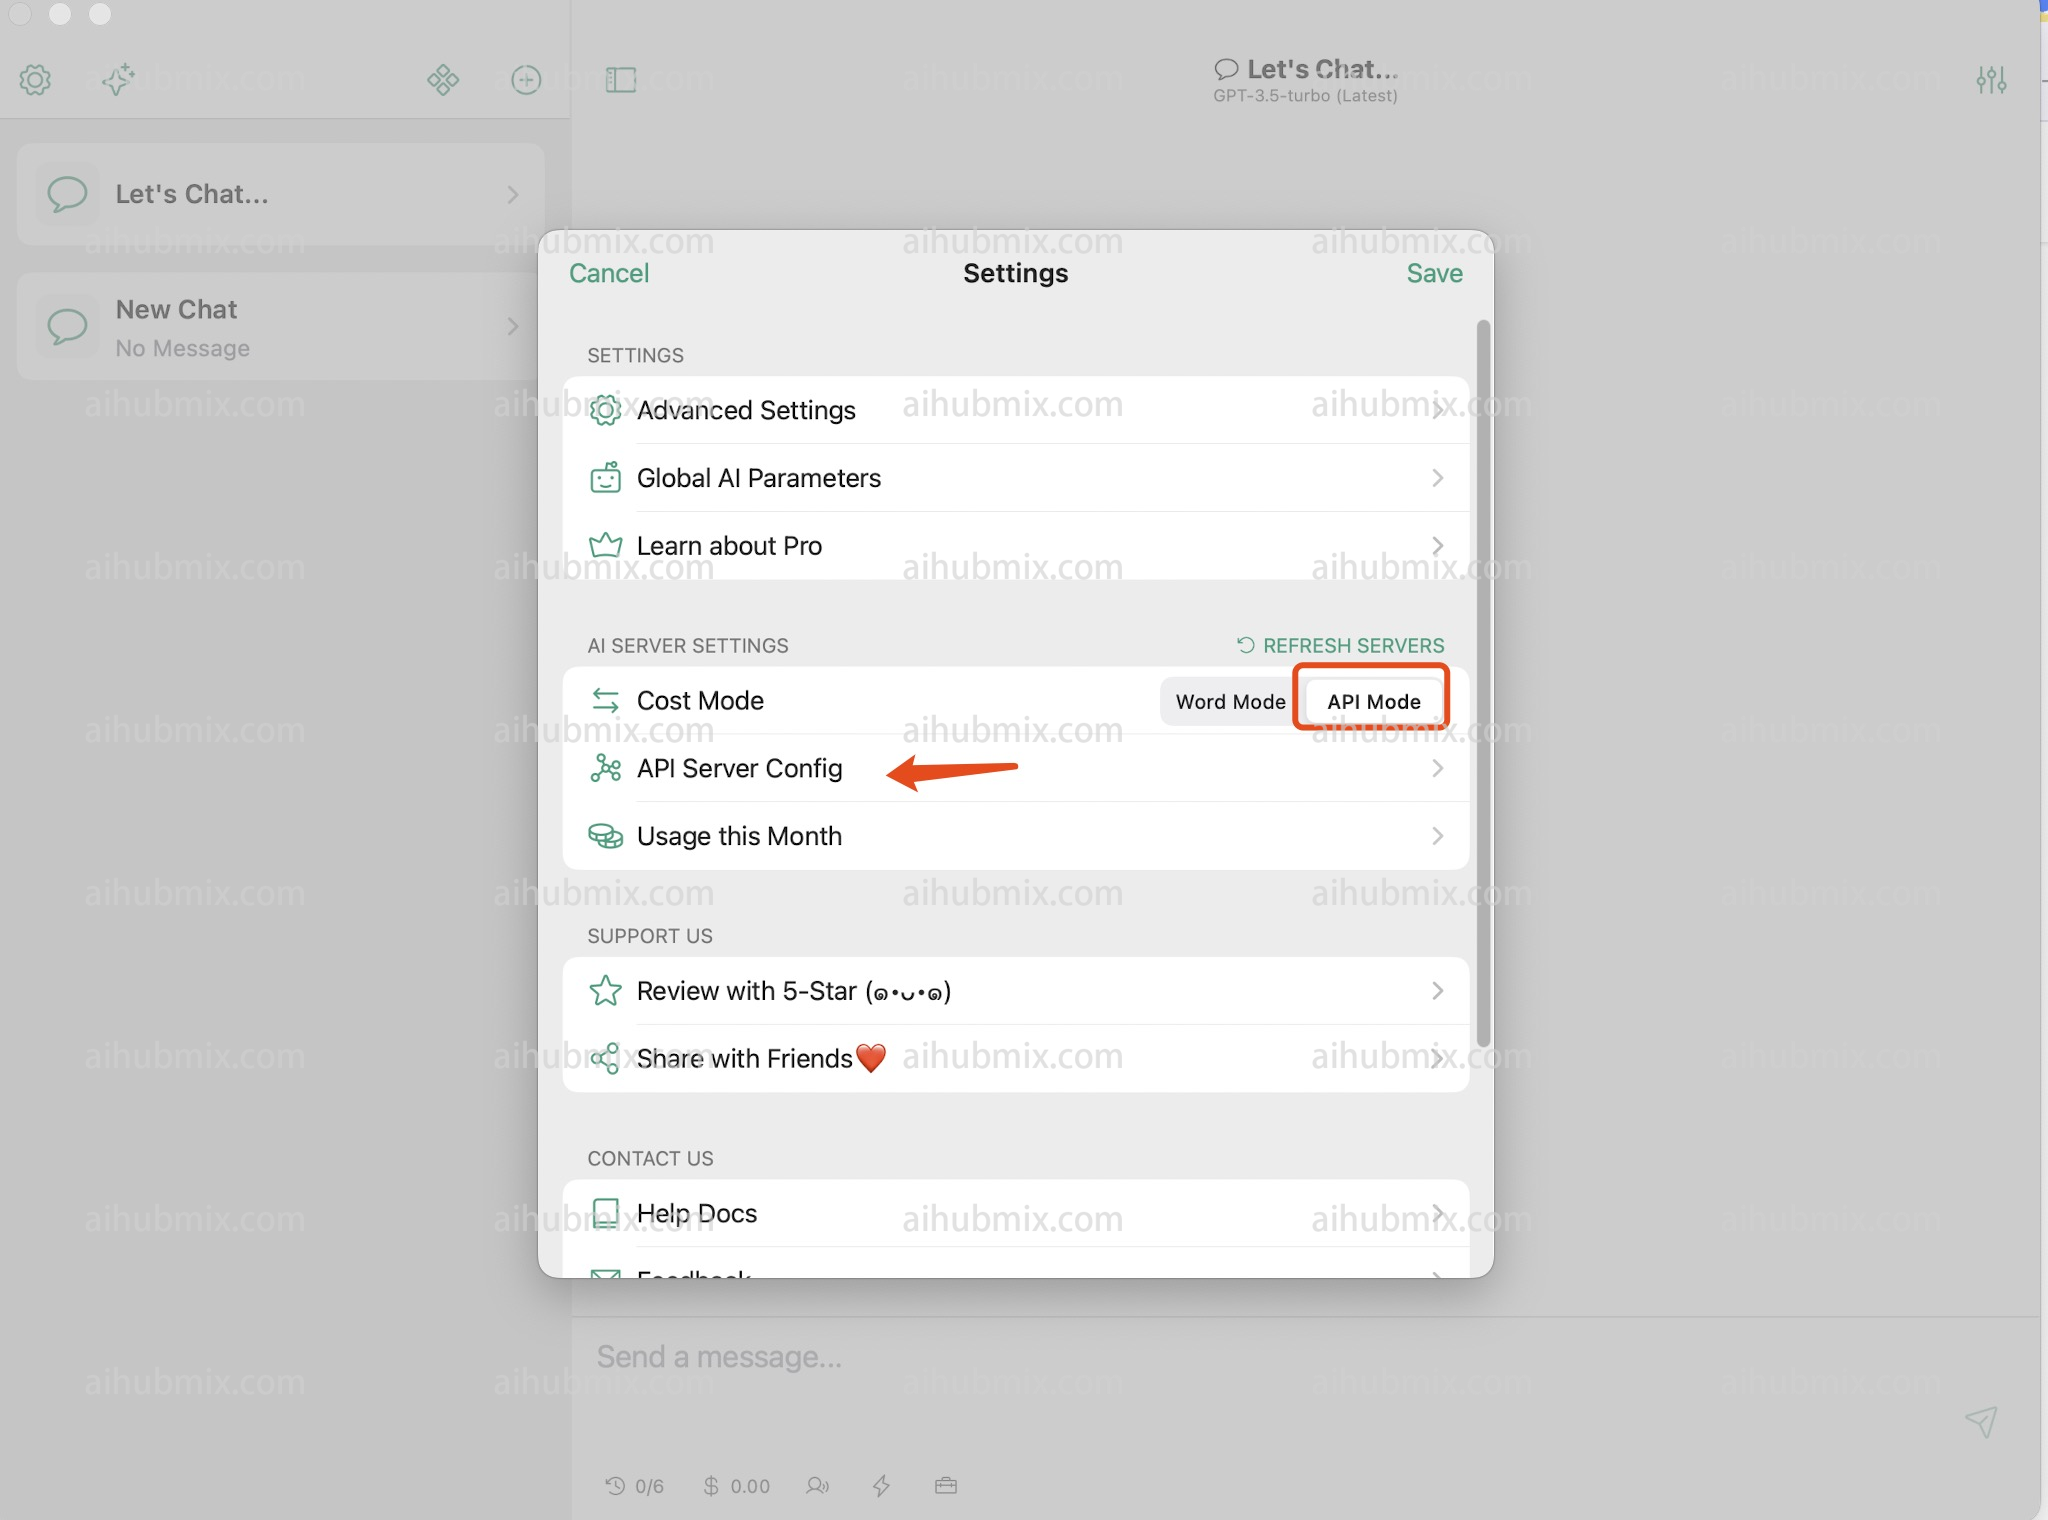 Let's Chat...
GPT-3.5-turbo (Latest)
Let's Chat...
New Chat
No Message
Cancel
Settings
Save
SETTINGS
Advanced Settings
Global AI Parameters
Learn about Pro
AI SERVER SETTINGS
REFRESH SERVERS
Cost Mode
Word Mode
API Mode
API Server Config
Usage this Month
SUPPORT US
Review with 5-Star (๑•ᴗ•๑)
Share with Friends❤️
CONTACT US
Help Docs
Feedback
Send a message...
0/6
$ 0.00
aihubmix.com